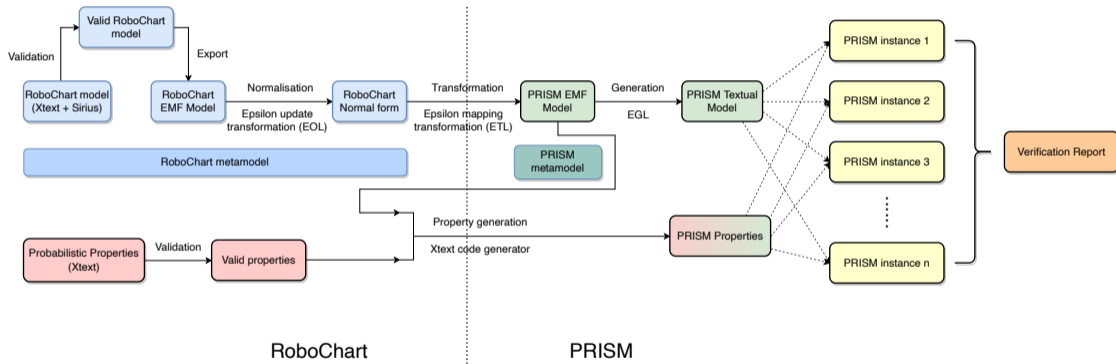 Valid RoboChart
model
Validation
Export
RoboChart model
(Xtext + Sirius)
RoboChart
EMF Model
Normalisation
Epsilon update
transformation (EOL)
RoboChart
Normal form
Transformation
Epsilon mapping
transformation (ETL)
PRISM EMF
Model
Generation
EGL
PRISM Textual
Model
RoboChart metamodel
PRISM
metamodel
Probabilistic Properties
(Xtext)
Validation
Valid properties
Property generation
Xtext code generator
PRISM Properties
PRISM instance 1
PRISM instance 2
PRISM instance 3
PRISM instance n
Verification Report
RoboChart
PRISM